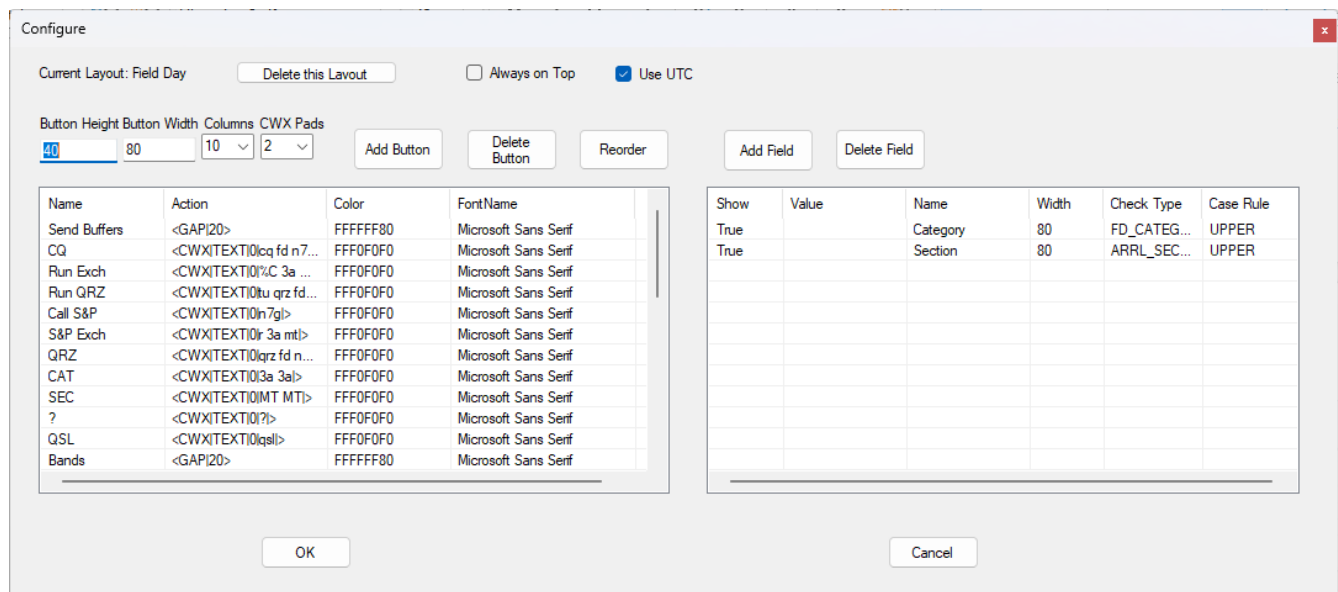 Configure
x
Current Layout: Field Day Delete this Layout Always on Top Use UTC
Button Height Button Width Columns CWX Pads
40 80 10 2 Add Button Delete Button Reorder Add Field Delete Field
Name Action Color FontName
Send Buffers <GAP|20> FFFFFF80 Microsoft Sans Serif
CQ <CWX|TEXT|0|cq fd n7... FFF0F0F0 Microsoft Sans Serif
Run Exch <CWX|TEXT|0|%C 3a ... FFF0F0F0 Microsoft Sans Serif
Run QRZ <CWX|TEXT|0|tu qrz fd... FFF0F0F0 Microsoft Sans Serif
Call S&P <CWX|TEXT|0|n7g|> FFF0F0F0 Microsoft Sans Serif
S&P Exch <CWX|TEXT|0|r 3a mt|> FFF0F0F0 Microsoft Sans Serif
QRZ <CWX|TEXT|0|qrz fd n... FFF0F0F0 Microsoft Sans Serif
CAT <CWX|TEXT|0|3a 3a|> FFF0F0F0 Microsoft Sans Serif
SEC <CWX|TEXT|0|MT MT|> FFF0F0F0 Microsoft Sans Serif
? <CWX|TEXT|0|?|> FFF0F0F0 Microsoft Sans Serif
QSL <CWX|TEXT|0|qsl|> FFF0F0F0 Microsoft Sans Serif
Bands <GAP|20> FFFFFF80 Microsoft Sans Serif
Show Value Name Width Check Type Case Rule
True Category 80 FD_CATEG... UPPER
True Section 80 ARRL_SEC... UPPER
OK Cancel